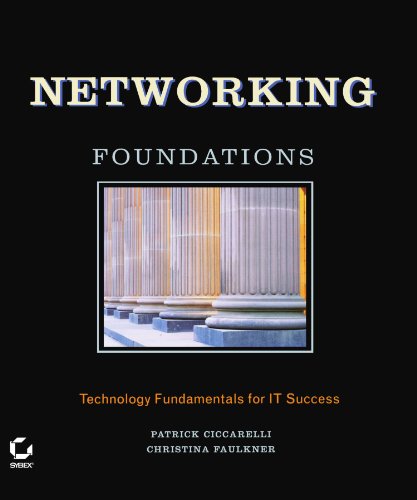 NETWORKING
FOUNDATIONS
Technology Fundamentals for IT Success
PATRICK CICCARELLI
CHRISTINA FAULKNER
SYBEX®